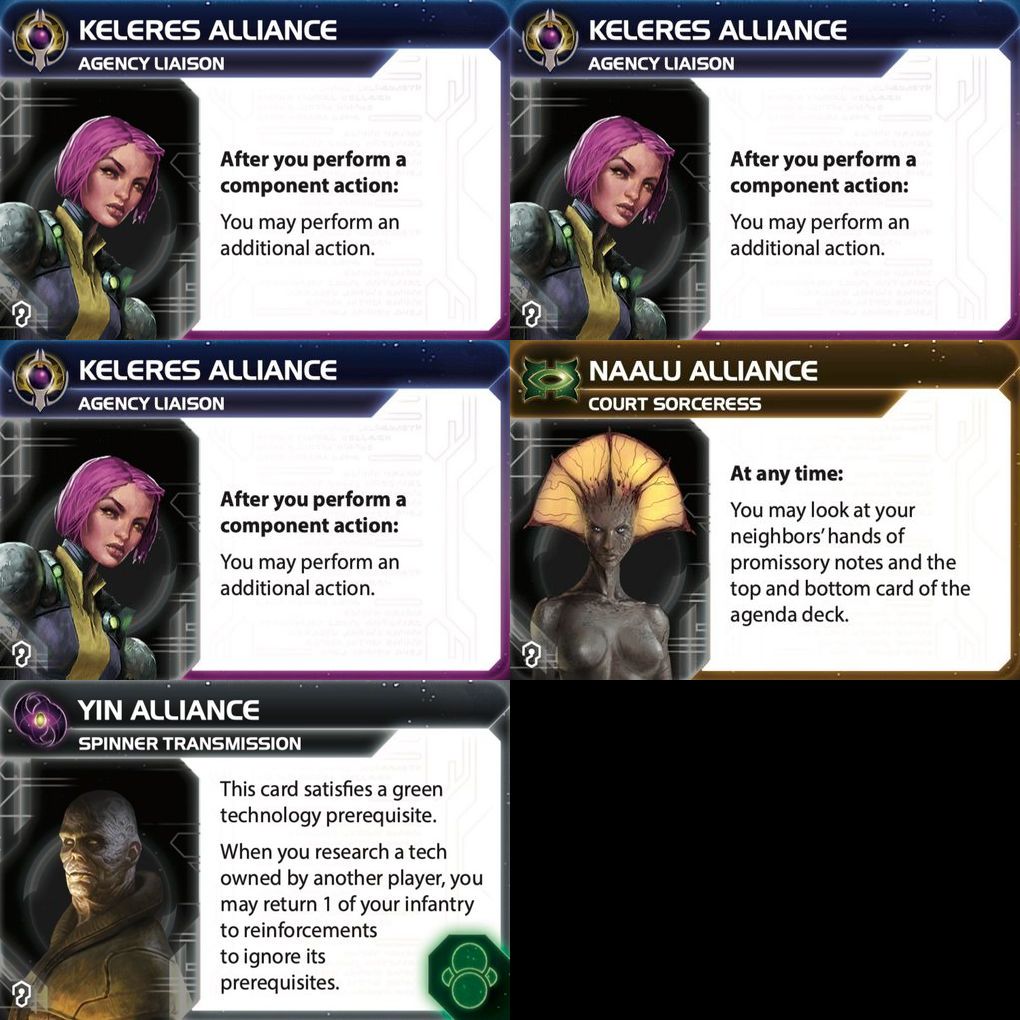 KELERES ALLIANCE
AGENCY LIAISON
After you perform a
component action:
You may perform an
additional action.
KELERES ALLIANCE
AGENCY LIAISON
After you perform a
component action:
You may perform an
additional action.
KELERES ALLIANCE
AGENCY LIAISON
After you perform a
component action:
You may perform an
additional action.
NAALU ALLIANCE
COURT SORCERESS
At any time:
You may look at your
neighbors’ hands of
promissory notes and the
top and bottom card of the
agenda deck.
YIN ALLIANCE
SPINNER TRANSMISSION
This card satisfies a green
technology prerequisite.
When you research a tech
owned by another player, you
may return 1 of your infantry
to reinforcements
to ignore its
prerequisites.